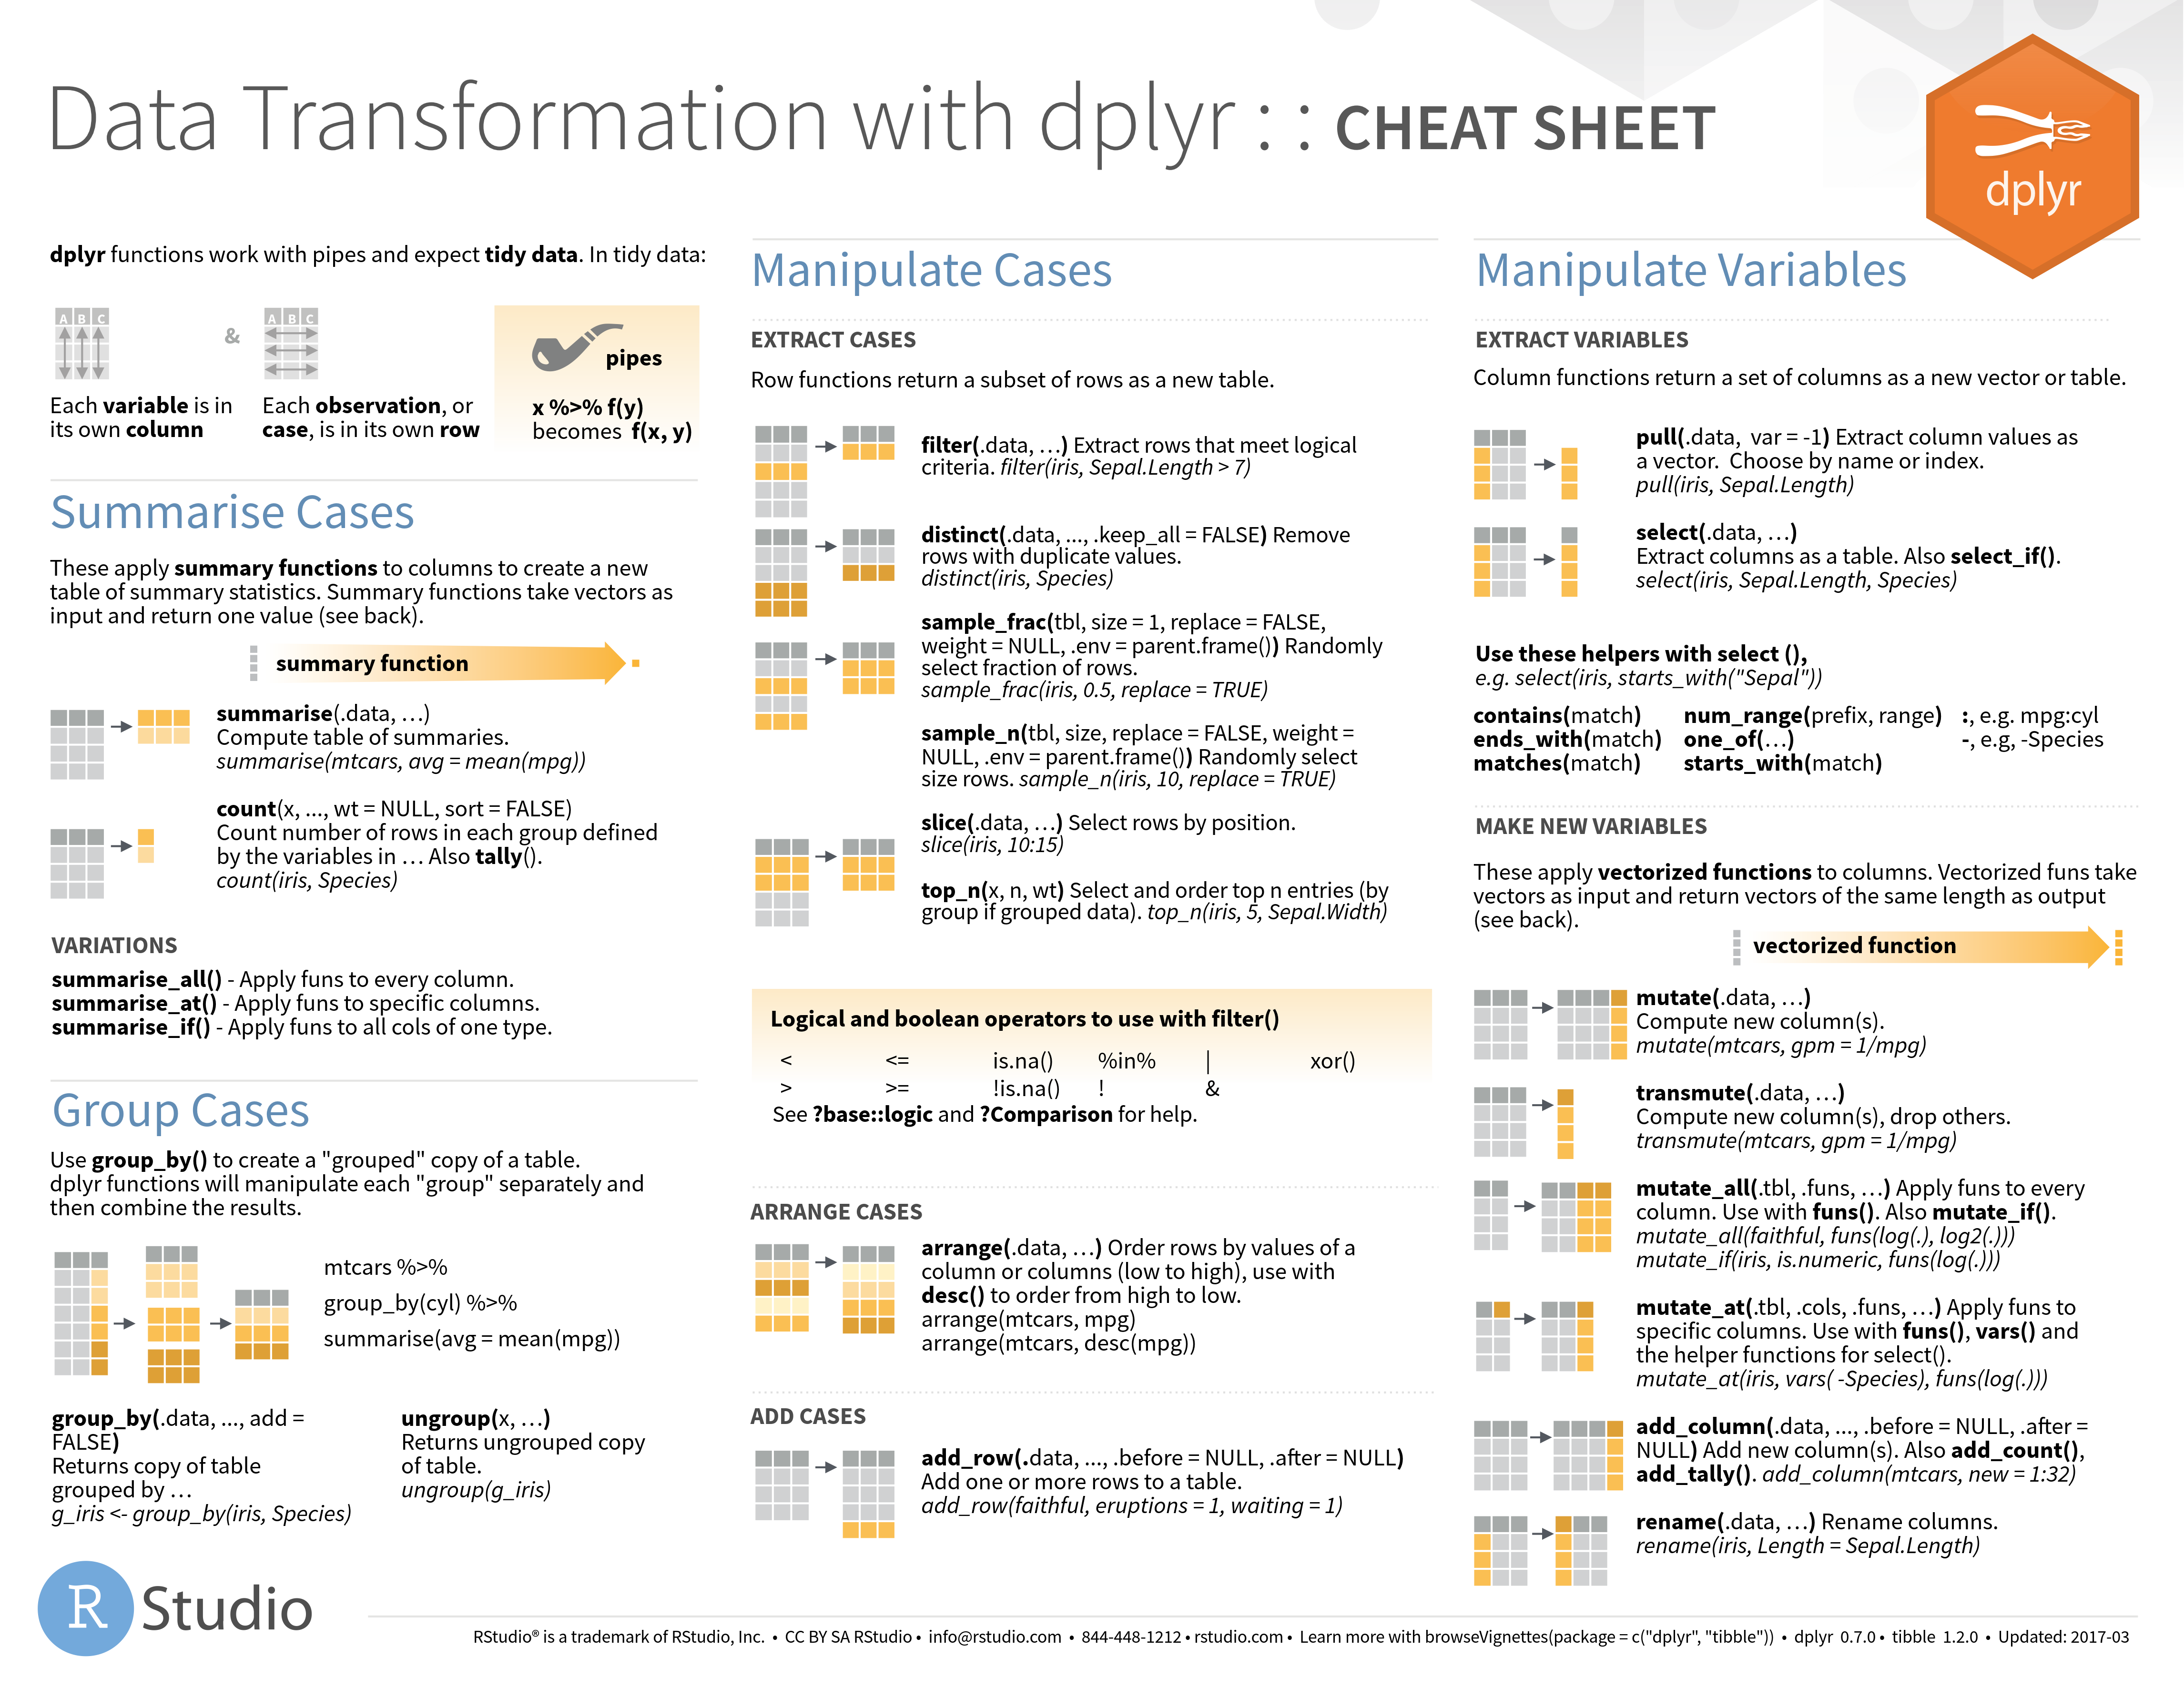 Data Transformation with dplyr : : CHEAT SHEET
dplyr
dplyr functions work with pipes and expect tidy data. In tidy data:
A B C
&
A B C
pipes
Each variable is in
its own column
Each observation, or
case, is in its own row
x %>% f(y)
becomes f(x, y)
Summarise Cases
These apply summary functions to columns to create a new
table of summary statistics. Summary functions take vectors as
input and return one value (see back).
summary function
summarise(.data, …)
Compute table of summaries.
summarise(mtcars, avg = mean(mpg))
count(x, ..., wt = NULL, sort = FALSE)
Count number of rows in each group defined
by the variables in … Also tally().
count(iris, Species)
VARIATIONS
summarise_all() - Apply funs to every column.
summarise_at() - Apply funs to specific columns.
summarise_if() - Apply funs to all cols of one type.
Group Cases
Use group_by() to create a "grouped" copy of a table.
dplyr functions will manipulate each "group" separately and
then combine the results.
mtcars %>%
group_by(cyl) %>%
summarise(avg = mean(mpg))
group_by(.data, ..., add =
FALSE)
Returns copy of table
grouped by …
g_iris <- group_by(iris, Species)
ungroup(x, …)
Returns ungrouped copy
of table.
ungroup(g_iris)
Manipulate Cases
EXTRACT CASES
Row functions return a subset of rows as a new table.
filter(.data, …) Extract rows that meet logical
criteria. filter(iris, Sepal.Length > 7)
distinct(.data, ..., .keep_all = FALSE) Remove
rows with duplicate values.
distinct(iris, Species)
sample_frac(tbl, size = 1, replace = FALSE,
weight = NULL, .env = parent.frame()) Randomly
select fraction of rows.
sample_frac(iris, 0.5, replace = TRUE)
sample_n(tbl, size, replace = FALSE, weight =
NULL, .env = parent.frame()) Randomly select
size rows. sample_n(iris, 10, replace = TRUE)
slice(.data, …) Select rows by position.
slice(iris, 10:15)
top_n(x, n, wt) Select and order top n entries (by
group if grouped data). top_n(iris, 5, Sepal.Width)
Logical and boolean operators to use with filter()
< <= is.na() %in% | xor()
> >= !is.na() ! &
See ?base::logic and ?Comparison for help.
ARRANGE CASES
arrange(.data, …) Order rows by values of a
column or columns (low to high), use with
desc() to order from high to low.
arrange(mtcars, mpg)
arrange(mtcars, desc(mpg))
ADD CASES
add_row(.data, ..., .before = NULL, .after = NULL)
Add one or more rows to a table.
add_row(faithful, eruptions = 1, waiting = 1)
Manipulate Variables
EXTRACT VARIABLES
Column functions return a set of columns as a new vector or table.
pull(.data, var = -1) Extract column values as
a vector. Choose by name or index.
pull(iris, Sepal.Length)
select(.data, …)
Extract columns as a table. Also select_if().
select(iris, Sepal.Length, Species)
Use these helpers with select (),
e.g. select(iris, starts_with("Sepal"))
contains(match) num_range(prefix, range) :, e.g. mpg:cyl
ends_with(match) one_of(…) -, e.g, -Species
matches(match) starts_with(match)
MAKE NEW VARIABLES
These apply vectorized functions to columns. Vectorized funs take
vectors as input and return vectors of the same length as output
(see back).
vectorized function
mutate(.data, …)
Compute new column(s).
mutate(mtcars, gpm = 1/mpg)
transmute(.data, …)
Compute new column(s), drop others.
transmute(mtcars, gpm = 1/mpg)
mutate_all(.tbl, .funs, …) Apply funs to every
column. Use with funs(). Also mutate_if().
mutate_all(faithful, funs(log(.), log2(.)))
mutate_if(iris, is.numeric, funs(log(.)))
mutate_at(.tbl, .cols, .funs, …) Apply funs to
specific columns. Use with funs(), vars() and
the helper functions for select().
mutate_at(iris, vars( -Species), funs(log(.)))
add_column(.data, ..., .before = NULL, .after =
NULL) Add new column(s). Also add_count(),
add_tally(). add_column(mtcars, new = 1:32)
rename(.data, …) Rename columns.
rename(iris, Length = Sepal.Length)
R Studio
RStudio® is a trademark of RStudio, Inc. • CC BY SA RStudio • info@rstudio.com • 844-448-1212 • rstudio.com • Learn more with browseVignettes(package = c("dplyr", "tibble")) • dplyr 0.7.0 • tibble 1.2.0 • Updated: 2017-03